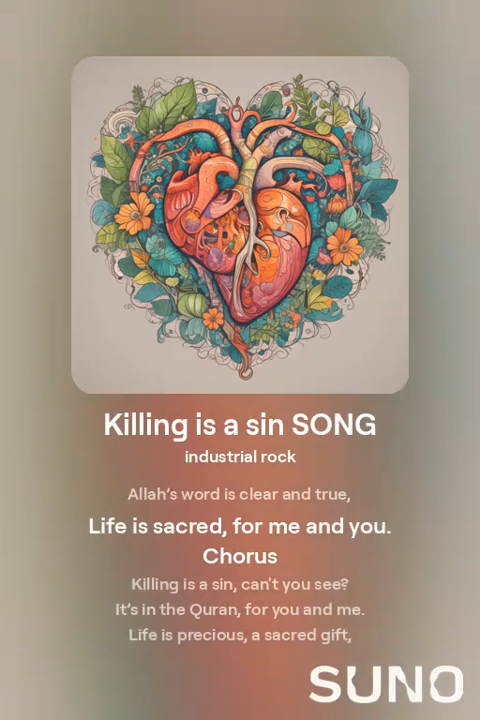 Killing is a sin SONG
industrial rock
Allah's word is clear and true,
Life is sacred, for me and you.
Chorus
Killing is a sin, can't you see?
It's in the Quran, for you and me.
Life is precious, a sacred gift,
SUNO